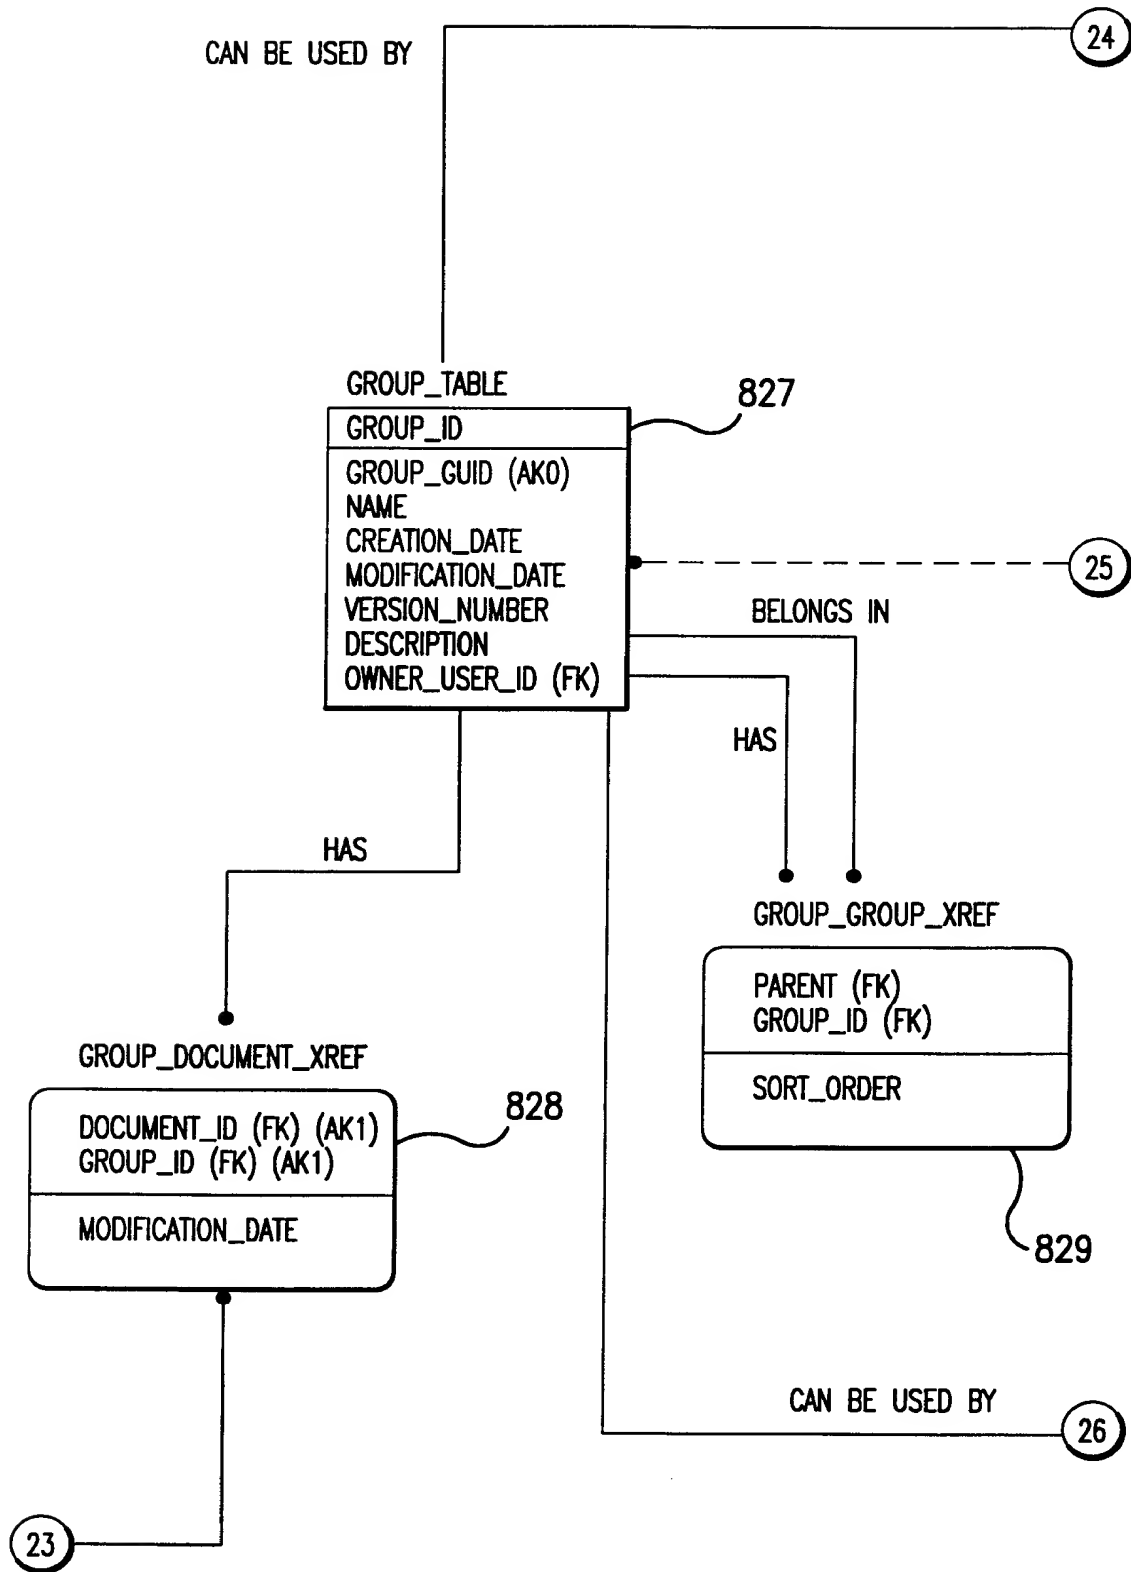 24
CAN BE USED BY
GROUP_TABLE
827
GROUP_ID
GROUP_GUID (AK0)
NAME
CREATION_DATE
MODIFICATION_DATE
VERSION_NUMBER
DESCRIPTION
OWNER_USER_ID (FK)
25
BELONGS IN
HAS
HAS
GROUP_GROUP_XREF
PARENT (FK)
GROUP_ID (FK)
SORT_ORDER
829
GROUP_DOCUMENT_XREF
828
DOCUMENT_ID (FK) (AK1)
GROUP_ID (FK) (AK1)
MODIFICATION_DATE
CAN BE USED BY
26
23